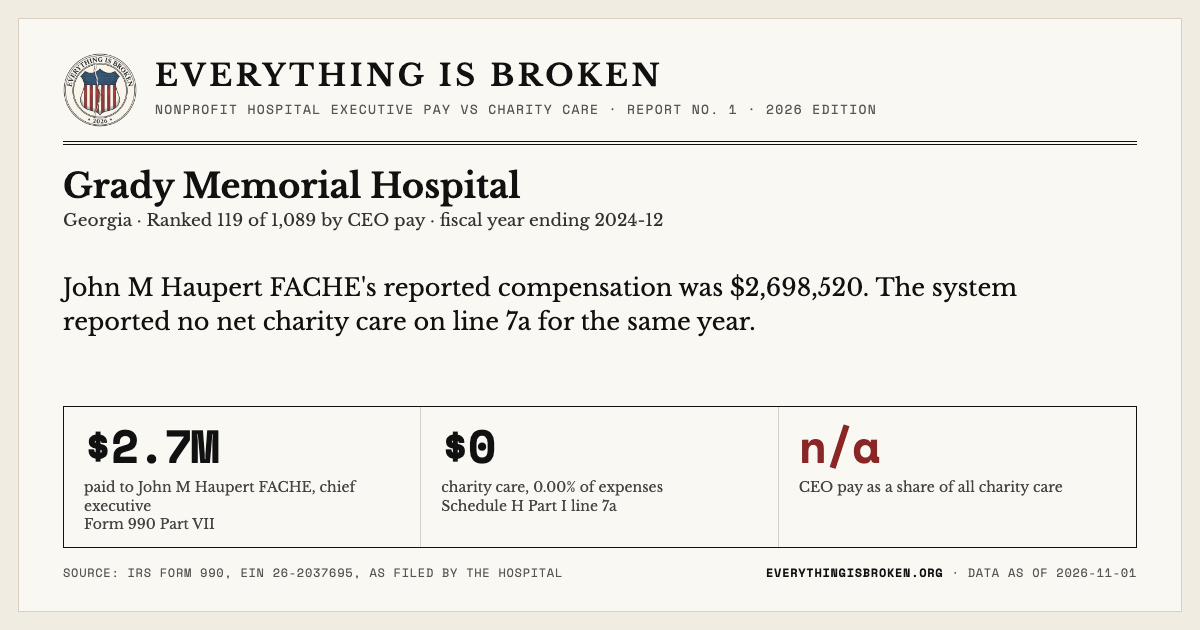 EVERYTHING IS BROKEN
2026
EVERYTHING IS BROKEN
NONPROFIT HOSPITAL EXECUTIVE PAY VS CHARITY CARE · REPORT NO. 1 · 2026 EDITION
Grady Memorial Hospital
Georgia · Ranked 119 of 1,089 by CEO pay · fiscal year ending 2024-12
John M Haupert FACHE's reported compensation was $2,698,520. The system
reported no net charity care on line 7a for the same year.
$2.7M
paid to John M Haupert FACHE, chief
executive
Form 990 Part VII
$0
charity care, 0.00% of expenses
Schedule H Part I line 7a
n/a
CEO pay as a share of all charity care
SOURCE: IRS FORM 990, EIN 26-2037695, AS FILED BY THE HOSPITAL
EVERYTHINGISBROKEN.ORG · DATA AS OF 2026-11-01